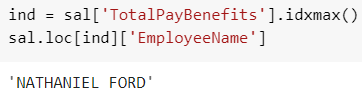 ind = sal['TotalPayBenefits'].idxmax()
sal.loc[ind]['EmployeeName']
'NATHANIEL FORD'